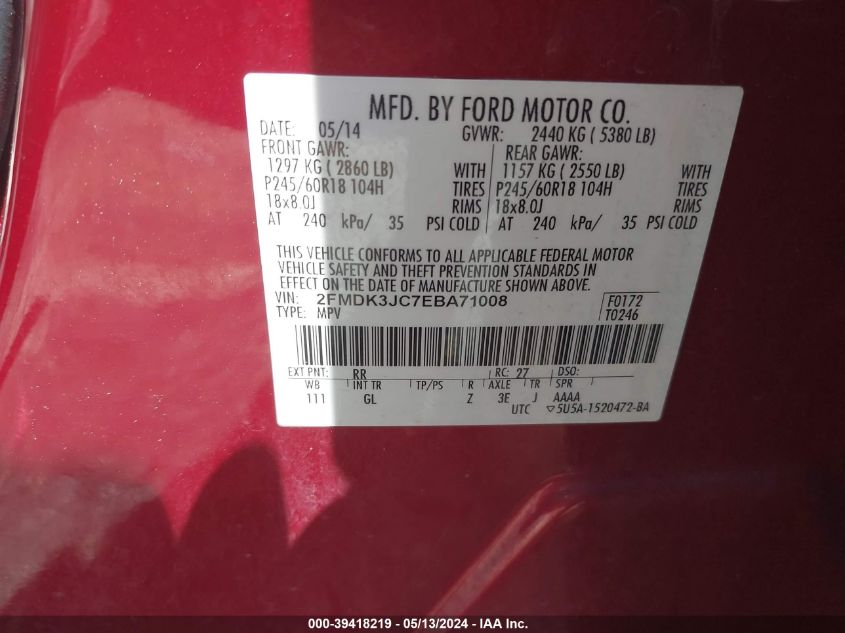 MFD. BY FORD MOTOR CO.
DATE: 05/14 GVWR: 2440 KG ( 5380 LB)
FRONT GAWR: REAR GAWR:
1297 KG ( 2860 LB) WITH 1157 KG ( 2550 LB) WITH
P245/60R18 104H TIRES P245/60R18 104H TIRES
18x8.0J RIMS 18x8.0J RIMS
AT 240 kPa/ 35 PSI COLD AT 240 kPa/ 35 PSI COLD
THIS VEHICLE CONFORMS TO ALL APPLICABLE FEDERAL MOTOR
VEHICLE SAFETY AND THEFT PREVENTION STANDARDS IN
EFFECT ON THE DATE OF MANUFACTURE SHOWN ABOVE.
VIN: 2FMDK3JC7EBA71008 F0172
TYPE: MPV T0246
EXT PNT: RR RC: 27 DSO:
WB INT TR TP/PS R AXLE TR SPR
111 GL Z 3E J AAAA
UTC ▽5U5A-1520472-BA
000-39418219 - 05/13/2024 - IAA Inc.